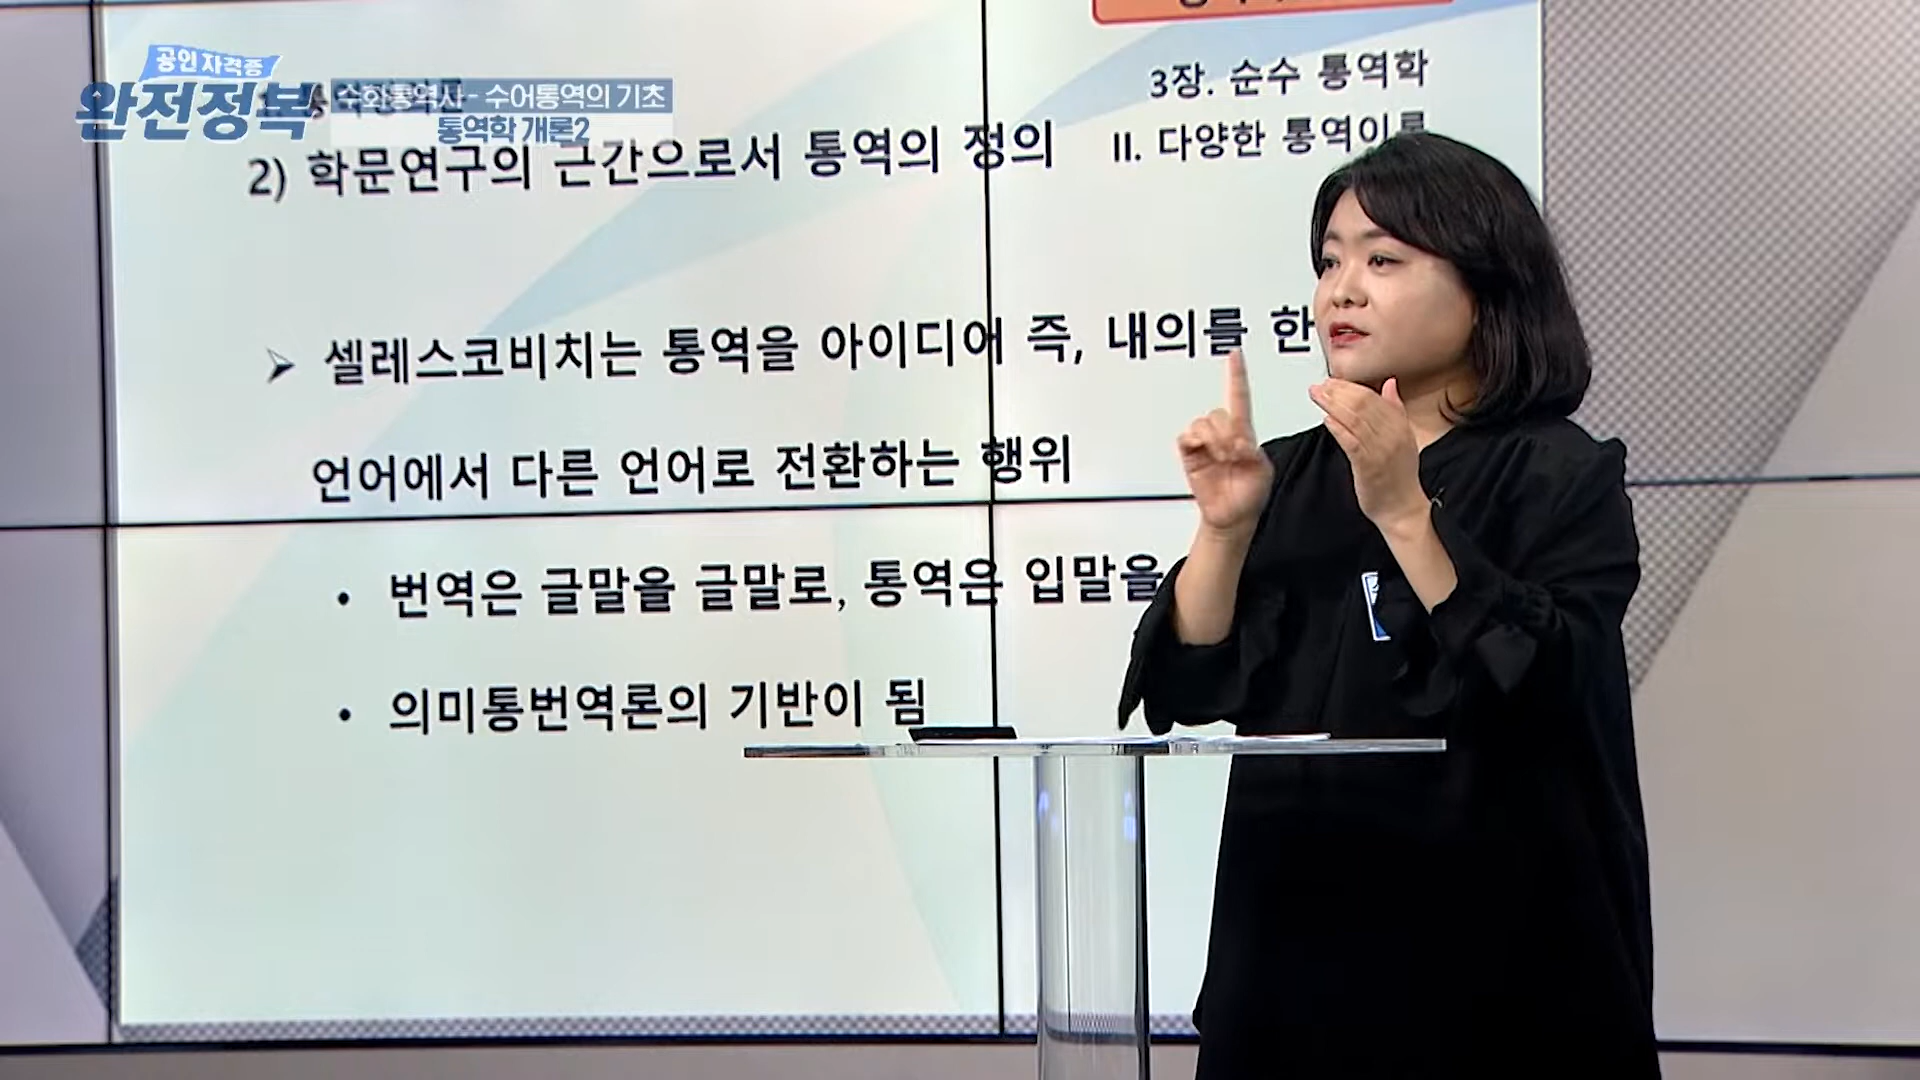 공인 자격증
완전정복
수화통역사 - 수어통역의 기초
통역학 개론2
3장. 순수 통역학
II. 다양한 통역이론
2) 학문연구의 근간으로서 통역의 정의
➢ 셀레스코비치는 통역을 아이디어 즉, 내의를 한
언어에서 다른 언어로 전환하는 행위
• 번역은 글말을 글말로, 통역은 입말을
• 의미통번역론의 기반이 됨